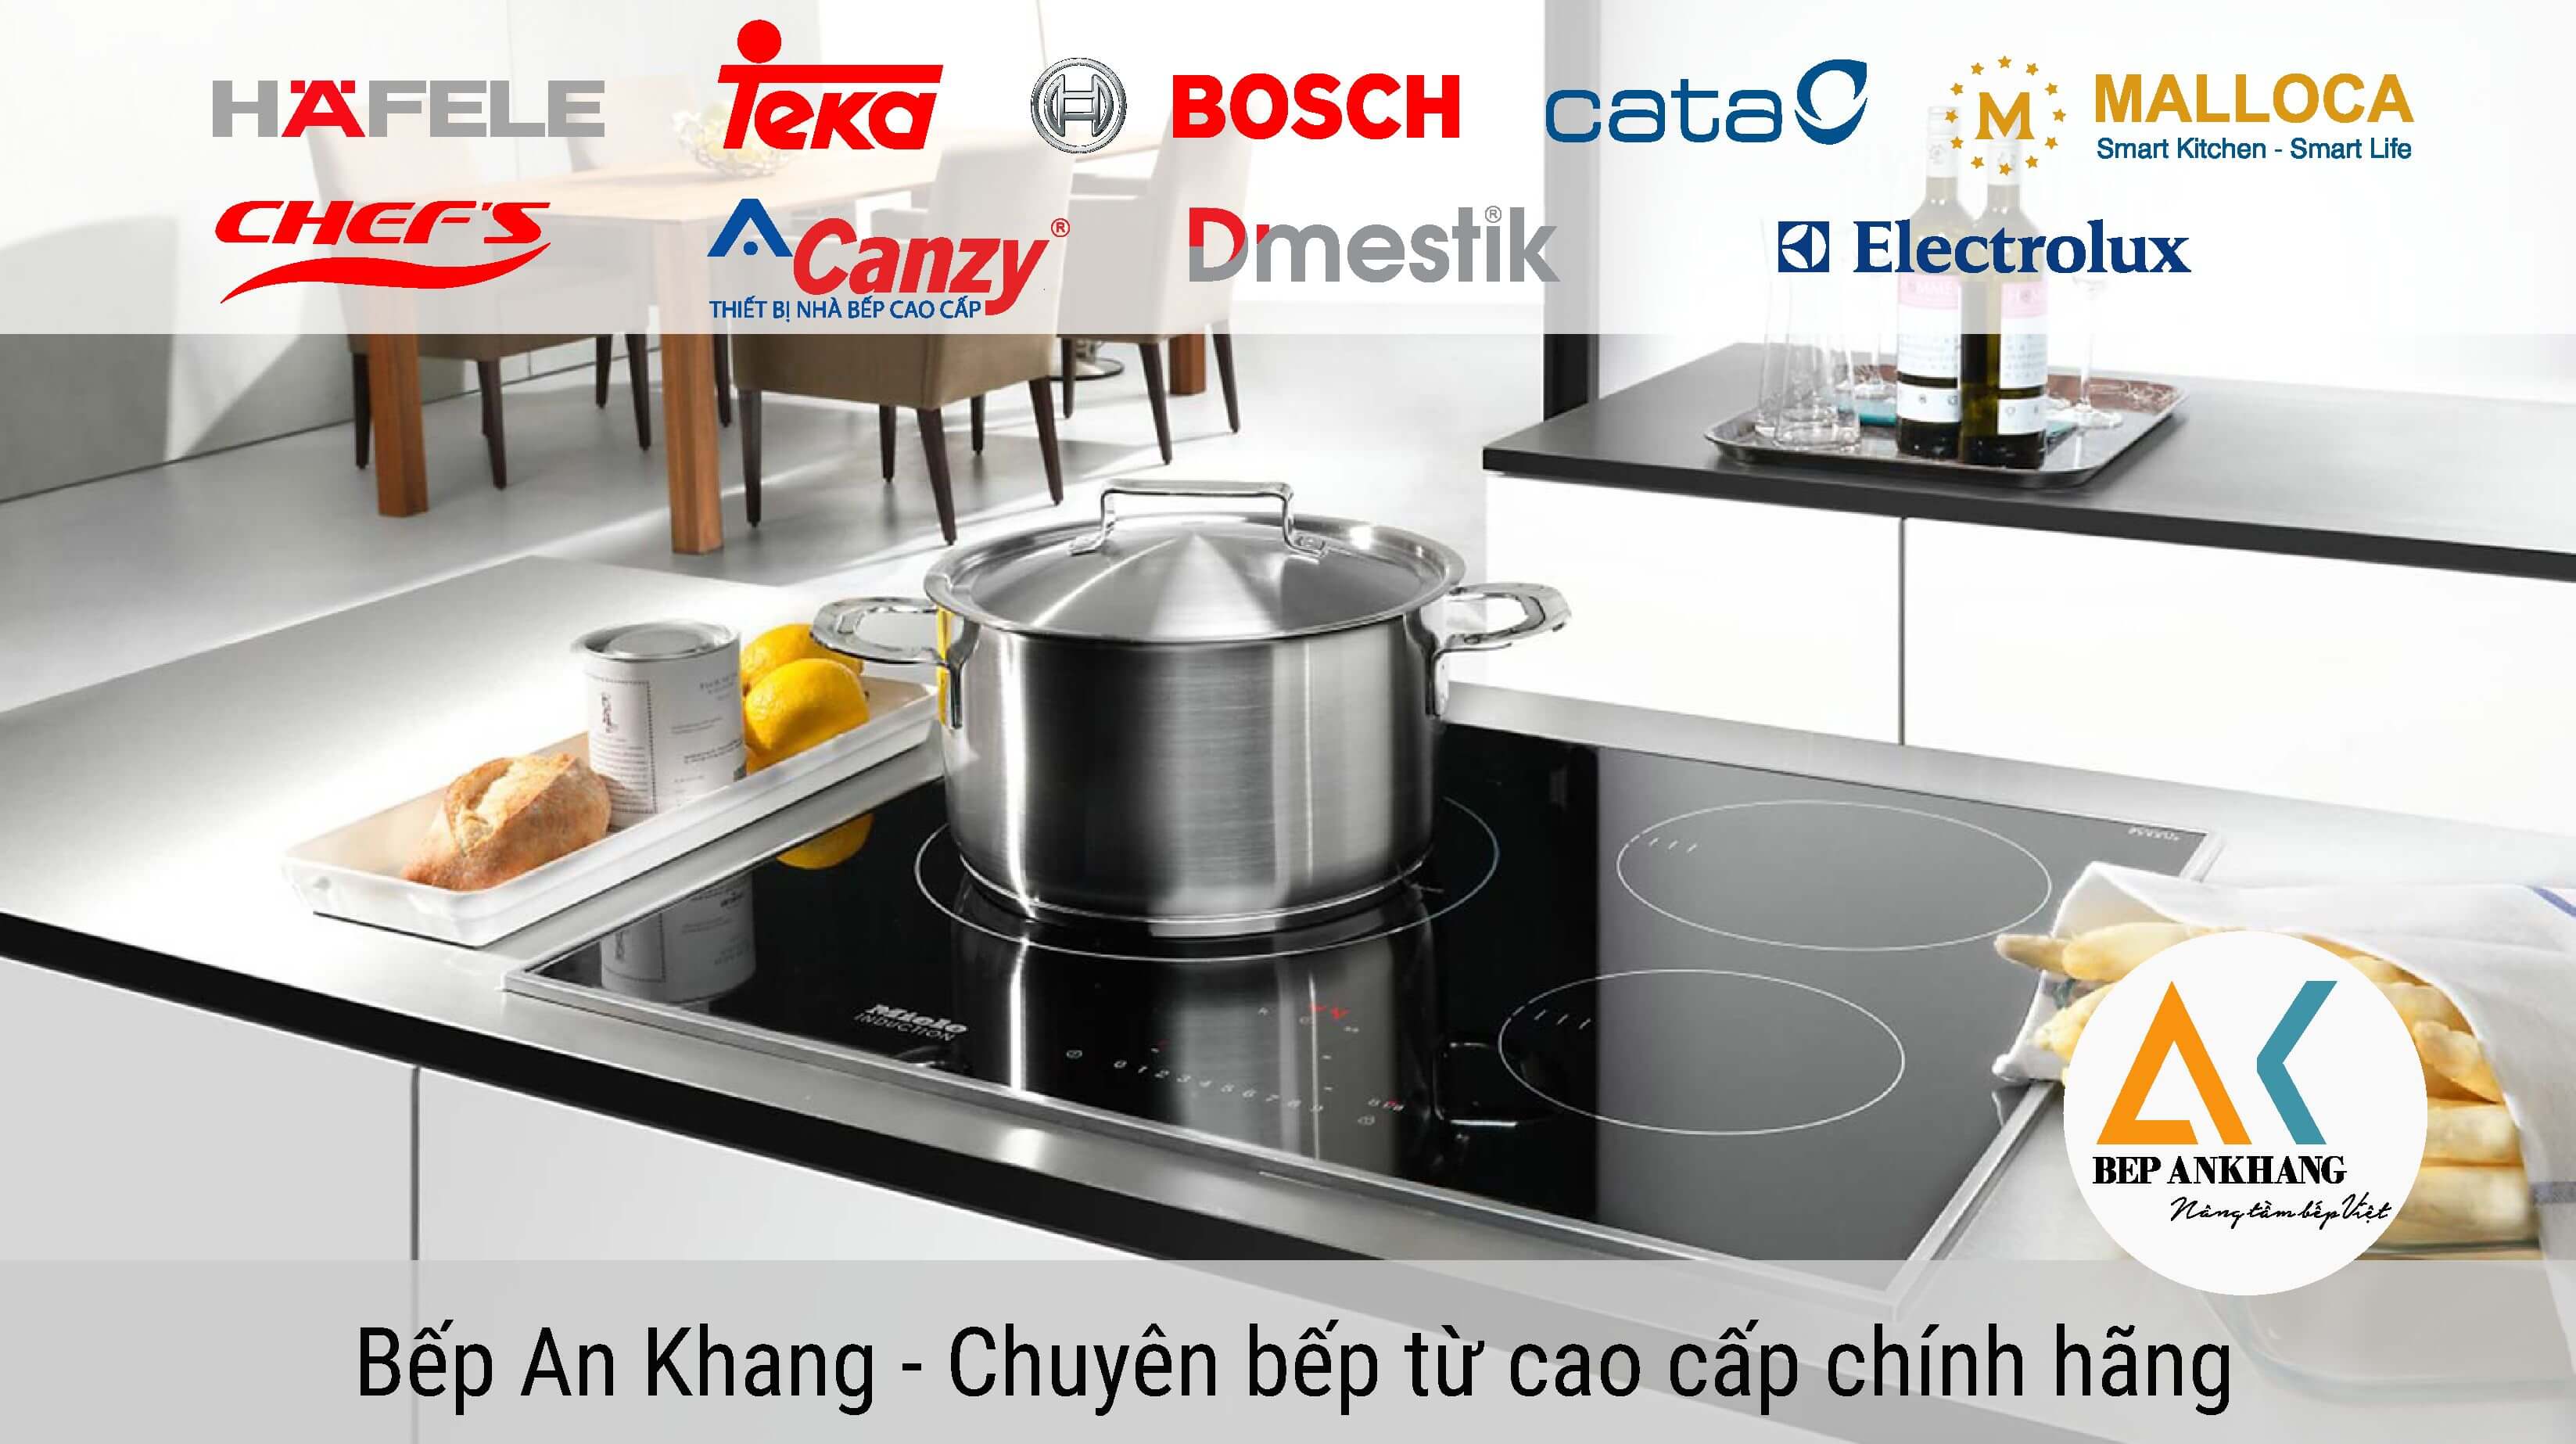 HÄFELE
Teka
BOSCH
cata
M
MALLOCA
Smart Kitchen - Smart Life
CHEF'S
Canzy®
THIẾT BỊ NHÀ BẾP CAO CẤP
Dmestik®
Electrolux
Miele
INDUCTION
0 1 2 3 4 5 6 7 8 9
AK
BEP ANKHANG
Nâng tầm bếp Việt
Bếp An Khang - Chuyên bếp từ cao cấp chính hãng